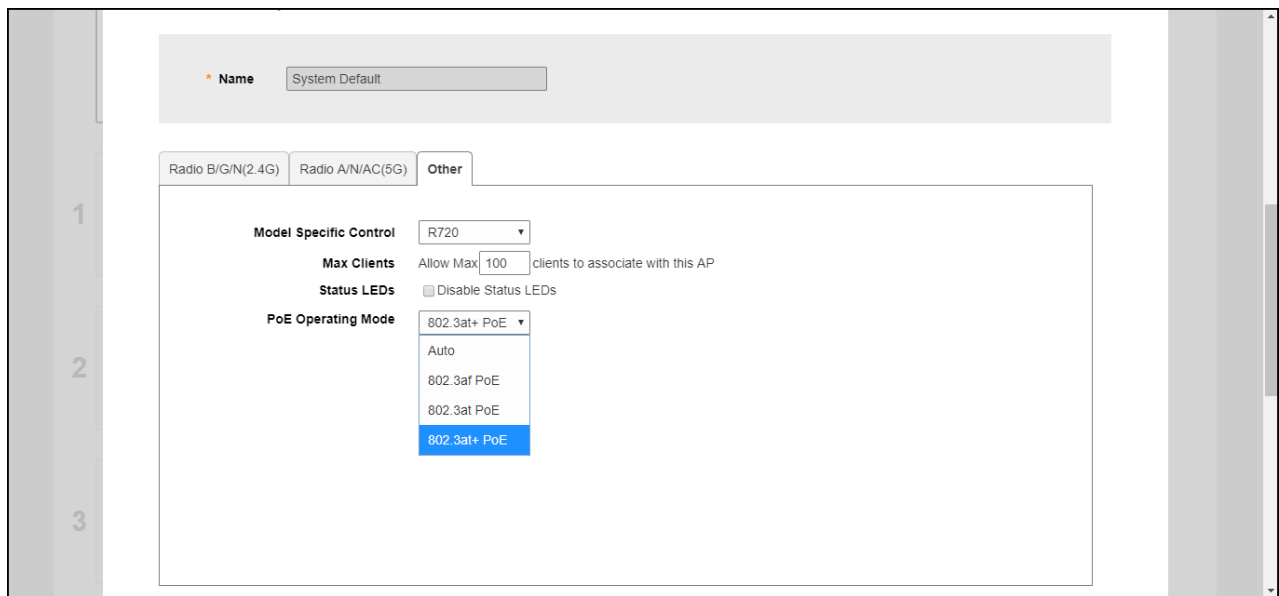 * Name System Default
Radio B/G/N(2.4G) Radio A/N/AC(5G) Other
1
Model Specific Control R720
Max Clients Allow Max 100 clients to associate with this AP
Status LEDs Disable Status LEDs
PoE Operating Mode 802.3at+ PoE
Auto
2
802.3af PoE
802.3at PoE
802.3at+ PoE
3